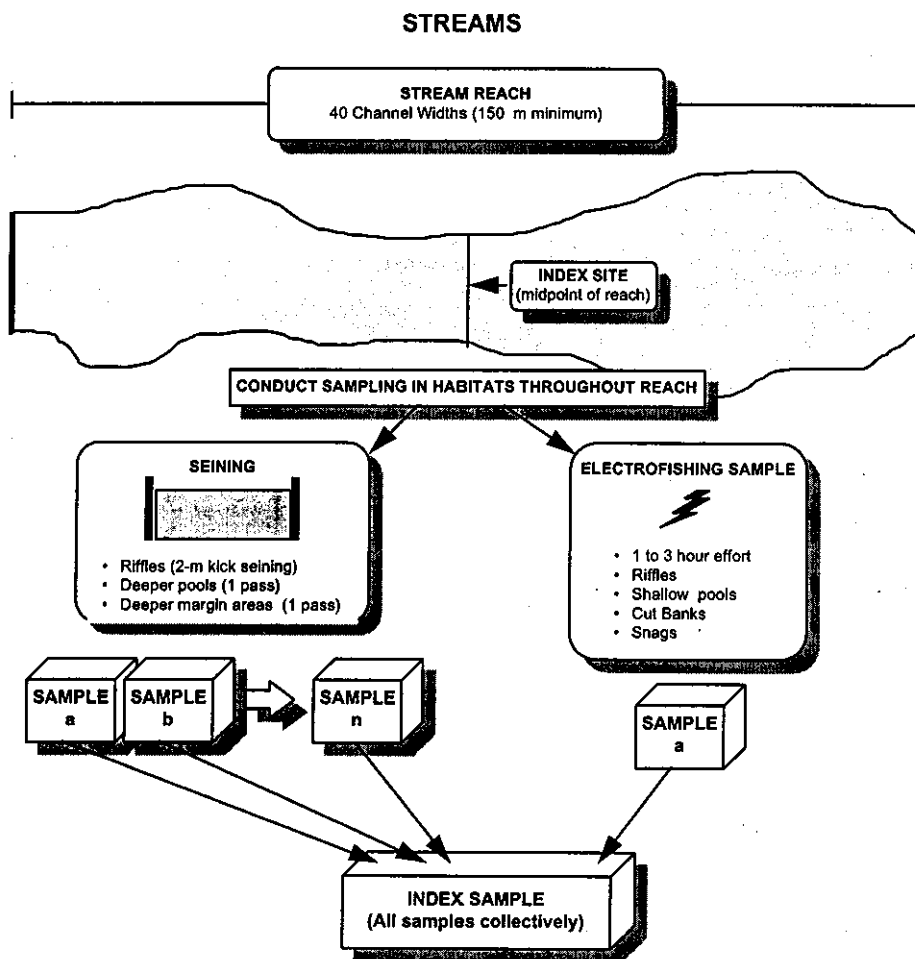 STREAMS
STREAM REACH
40 Channel Widths (150 m minimum)
INDEX SITE
(midpoint of reach)
CONDUCT SAMPLING IN HABITATS THROUGHOUT REACH
SEINING
• Riffles (2-m kick seining)
• Deeper pools (1 pass)
• Deeper margin areas (1 pass)
ELECTROFISHING SAMPLE
• 1 to 3 hour effort
• Riffles
• Shallow pools
• Cut Banks
• Snags
SAMPLE
a
SAMPLE
b
SAMPLE
n
SAMPLE
a
INDEX SAMPLE
(All samples collectively)